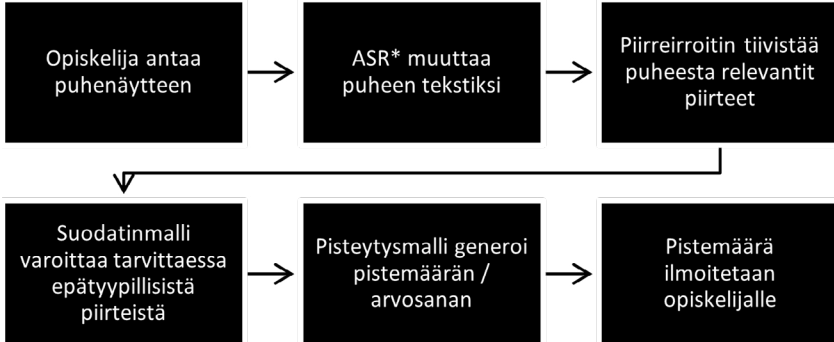 Opiskelija antaa
puhenäytteen
ASR* muuttaa
puheen tekstiksi
Piirreirroitin tiivistää
puheesta relevantit
piirteet
Suodatinmalli
varoittaa tarvittaessa
epätyypillisistä
piirteistä
Pisteytysmalli generoi
pistemäärän /
arvosanan
Pistemäärä
ilmoitetaan
opiskelijalle